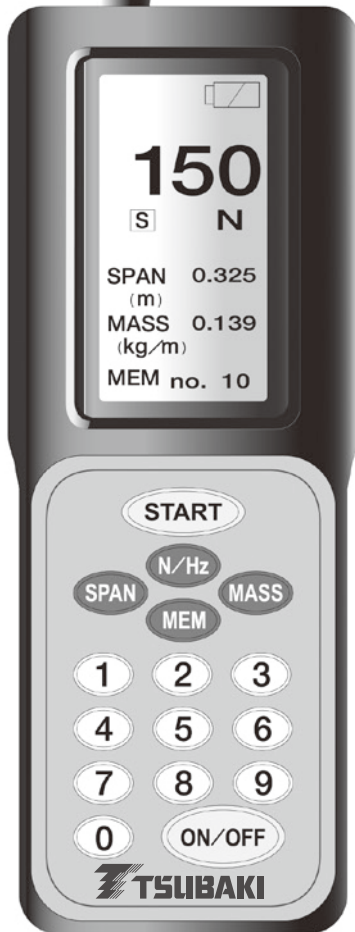 150
S N
SPAN 0.325
(m)
MASS 0.139
(kg/m)
MEM no. 10
START
N/Hz
SPAN MASS
MEM
1 2 3
4 5 6
7 8 9
0 ON/OFF
TSUBAKI